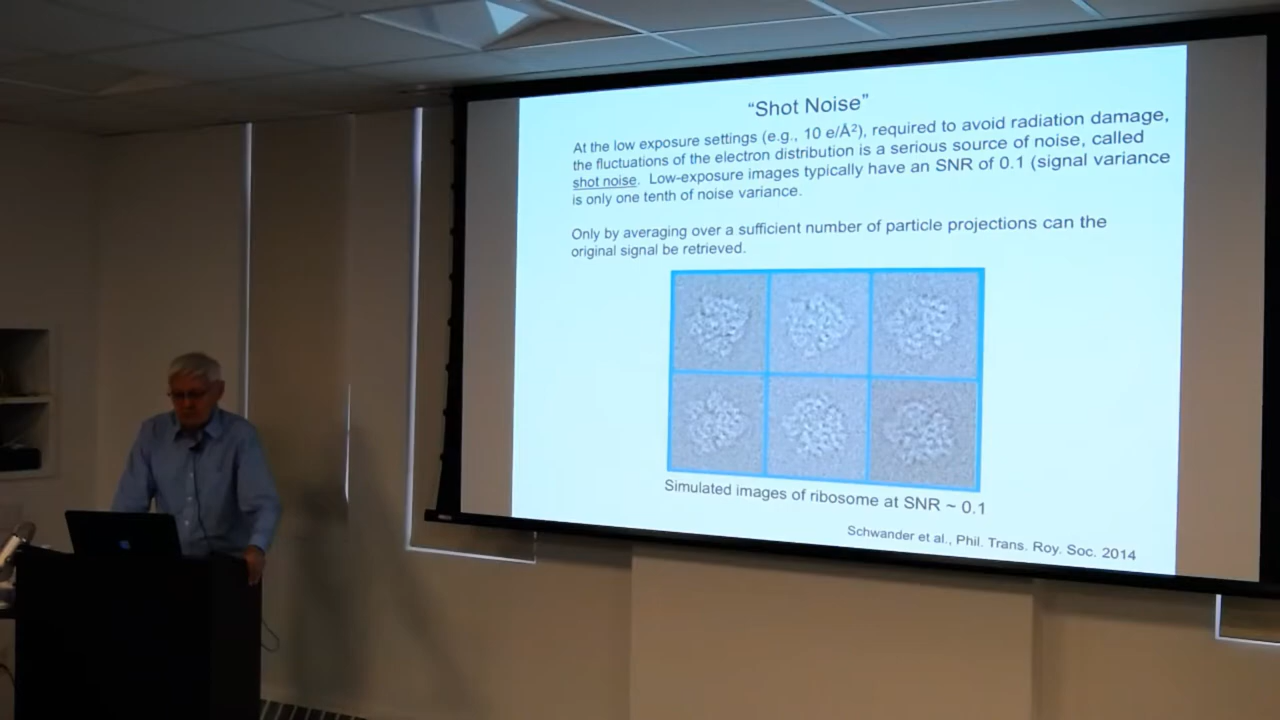 “Shot Noise”
At the low exposure settings (e.g., 10 e/Å²), required to avoid radiation damage,
the fluctuations of the electron distribution is a serious source of noise, called
shot noise. Low-exposure images typically have an SNR of 0.1 (signal variance
is only one tenth of noise variance.
Only by averaging over a sufficient number of particle projections can the
original signal be retrieved.
Simulated images of ribosome at SNR ~ 0.1
Schwander et al., Phil. Trans. Roy. Soc. 2014